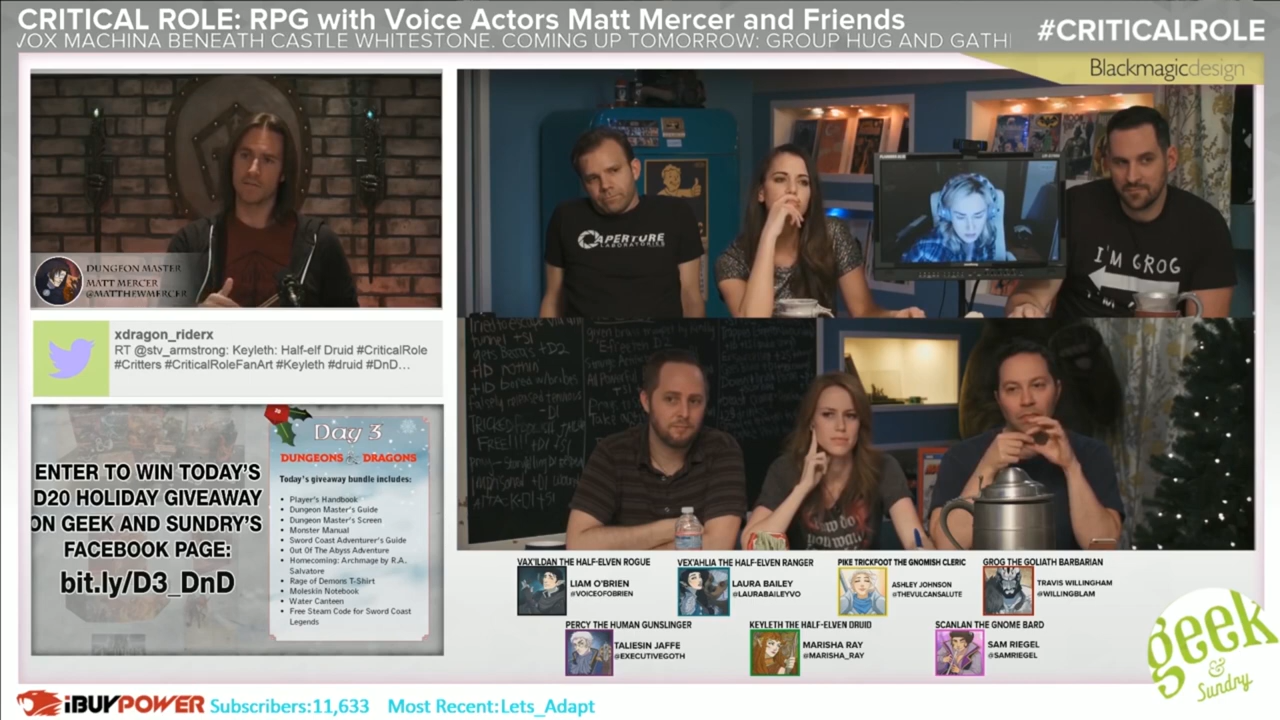 CRITICAL ROLE: RPG with Voice Actors Matt Mercer and Friends
VOX MACHINA BENEATH CASTLE WHITESTONE. COMING UP TOMORROW: GROUP HUG AND GATHI
#CRITICALROLE
Blackmagicdesign
DUNGEON MASTER
MATT MERCER
@MATTHEWMERCER
xdragon_riderx
RT @stv_armstrong: Keyleth: Half-elf Druid #CriticalRole
#Critters #CriticalRoleFanArt #Keyleth #druid #DnD…
ENTER TO WIN TODAY'S
D20 HOLIDAY GIVEAWAY
ON GEEK AND SUNDRY'S
FACEBOOK PAGE:
bit.ly/D3_DnD
Day 3
DUNGEONS & DRAGONS
Today's giveaway bundle includes:
• Player's Handbook
• Dungeon Master's Guide
• Dungeon Master's Screen
• Monster Manual
• Sword Coast Adventurer's Guide
• Out Of The Abyss Adventure
• Homecoming: Archmage by R.A.
Salvatore
• Rage of Demons T-Shirt
• Moleskin Notebook
• Water Canteen
• Free Steam Code for Sword Coast
Legends
APERTURE
LABORATORIES
I'M GROG
VAX'ILDAN THE HALF-ELVEN ROGUE
LIAM O'BRIEN
@VOICEOFOBRIEN
VEX'AHLIA THE HALF-ELVEN RANGER
LAURA BAILEY
@LAURABAILEYVO
PIKE TRICKFOOT THE GNOMISH CLERIC
ASHLEY JOHNSON
@THEVULCANSALUTE
GROG THE GOLIATH BARBARIAN
TRAVIS WILLINGHAM
@WILLINGBLAM
PERCY THE HUMAN GUNSLINGER
TALIESIN JAFFE
@EXECUTIVEGOTH
KEYLETH THE HALF-ELVEN DRUID
MARISHA RAY
@MARISHA_RAY
SCANLAN THE GNOME BARD
SAM RIEGEL
@SAMRIEGEL
geek
& Sundry
iBUYPOWER
Subscribers:11,633 Most Recent:Lets_Adapt